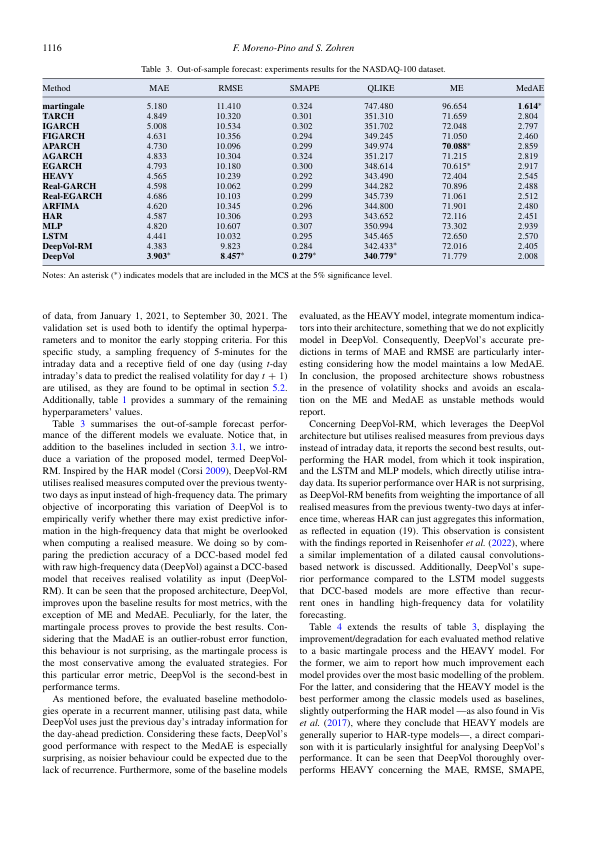 1116
F. Moreno-Pino and S. Zohren
Table 3. Out-of-sample forecast: experiments results for the NASDAQ-100 dataset.
Method MAE RMSE SMAPE QLIKE ME MedAE
martingale 5.180 11.410 0.324 747.480 96.654 1.614*
TARCH 4.849 10.320 0.301 351.310 71.659 2.804
IGARCH 5.008 10.534 0.302 351.702 72.048 2.797
FIGARCH 4.631 10.356 0.294 349.245 71.050 2.460
APARCH 4.730 10.096 0.299 349.974 70.088* 2.859
AGARCH 4.833 10.304 0.324 351.217 71.215 2.819
EGARCH 4.793 10.180 0.300 348.614 70.615* 2.917
HEAVY 4.565 10.239 0.292 343.490 72.404 2.545
Real-GARCH 4.598 10.062 0.299 344.282 70.896 2.488
Real-EGARCH 4.686 10.103 0.299 345.739 71.061 2.512
ARFIMA 4.620 10.345 0.296 344.800 71.901 2.480
HAR 4.587 10.306 0.293 343.652 72.116 2.451
MLP 4.820 10.607 0.307 350.994 73.302 2.939
LSTM 4.441 10.032 0.295 345.465 72.650 2.570
DeepVol-RM 4.383 9.823 0.284 342.433* 72.016 2.405
DeepVol 3.903* 8.457* 0.279* 340.779* 71.779 2.008
Notes: An asterisk (*) indicates models that are included in the MCS at the 5% significance level.
of data, from January 1, 2021, to September 30, 2021. The
validation set is used both to identify the optimal hyperpa-
rameters and to monitor the early stopping criteria. For this
specific study, a sampling frequency of 5-minutes for the
intraday data and a receptive field of one day (using t-day
intraday's data to predict the realised volatility for day t + 1)
are utilised, as they are found to be optimal in section 5.2.
Additionally, table 1 provides a summary of the remaining
hyperparameters' values.
Table 3 summarises the out-of-sample forecast perfor-
mance of the different models we evaluate. Notice that, in
addition to the baselines included in section 3.1, we intro-
duce a variation of the proposed model, termed DeepVol-
RM. Inspired by the HAR model (Corsi 2009), DeepVol-RM
utilises realised measures computed over the previous twenty-
two days as input instead of high-frequency data. The primary
objective of incorporating this variation of DeepVol is to
empirically verify whether there may exist predictive infor-
mation in the high-frequency data that might be overlooked
when computing a realised measure. We doing so by com-
paring the prediction accuracy of a DCC-based model fed
with raw high-frequency data (DeepVol) against a DCC-based
model that receives realised volatility as input (DeepVol-
RM). It can be seen that the proposed architecture, DeepVol,
improves upon the baseline results for most metrics, with the
exception of ME and MedAE. Peculiarly, for the later, the
martingale process proves to provide the best results. Con-
sidering that the MadAE is an outlier-robust error function,
this behaviour is not surprising, as the martingale process is
the most conservative among the evaluated strategies. For
this particular error metric, DeepVol is the second-best in
performance terms.
As mentioned before, the evaluated baseline methodolo-
gies operate in a recurrent manner, utilising past data, while
DeepVol uses just the previous day's intraday information for
the day-ahead prediction. Considering these facts, DeepVol's
good performance with respect to the MedAE is especially
surprising, as noisier behaviour could be expected due to the
lack of recurrence. Furthermore, some of the baseline models
evaluated, as the HEAVY model, integrate momentum indica-
tors into their architecture, something that we do not explicitly
model in DeepVol. Consequently, DeepVol's accurate pre-
dictions in terms of MAE and RMSE are particularly inter-
esting considering how the model maintains a low MedAE.
In conclusion, the proposed architecture shows robustness
in the presence of volatility shocks and avoids an escala-
tion on the ME and MedAE as unstable methods would
report.
Concerning DeepVol-RM, which leverages the DeepVol
architecture but utilises realised measures from previous days
instead of intraday data, it reports the second best results, out-
performing the HAR model, from which it took inspiration,
and the LSTM and MLP models, which directly utilise intra-
day data. Its superior performance over HAR is not surprising,
as DeepVol-RM benefits from weighting the importance of all
realised measures from the previous twenty-two days at infer-
ence time, whereas HAR can just aggregates this information,
as reflected in equation (19). This observation is consistent
with the findings reported in Reisenhofer et al. (2022), where
a similar implementation of a dilated causal convolutions-
based network is discussed. Additionally, DeepVol's supe-
rior performance compared to the LSTM model suggests
that DCC-based models are more effective than recur-
rent ones in handling high-frequency data for volatility
forecasting.
Table 4 extends the results of table 3, displaying the
improvement/degradation for each evaluated method relative
to a basic martingale process and the HEAVY model. For
the former, we aim to report how much improvement each
model provides over the most basic modelling of the problem.
For the latter, and considering that the HEAVY model is the
best performer among the classic models used as baselines,
slightly outperforming the HAR model —as also found in Vis
et al. (2017), where they conclude that HEAVY models are
generally superior to HAR-type models—, a direct compari-
son with it is particularly insightful for analysing DeepVol's
performance. It can be seen that DeepVol thoroughly over-
performs HEAVY concerning the MAE, RMSE, SMAPE,